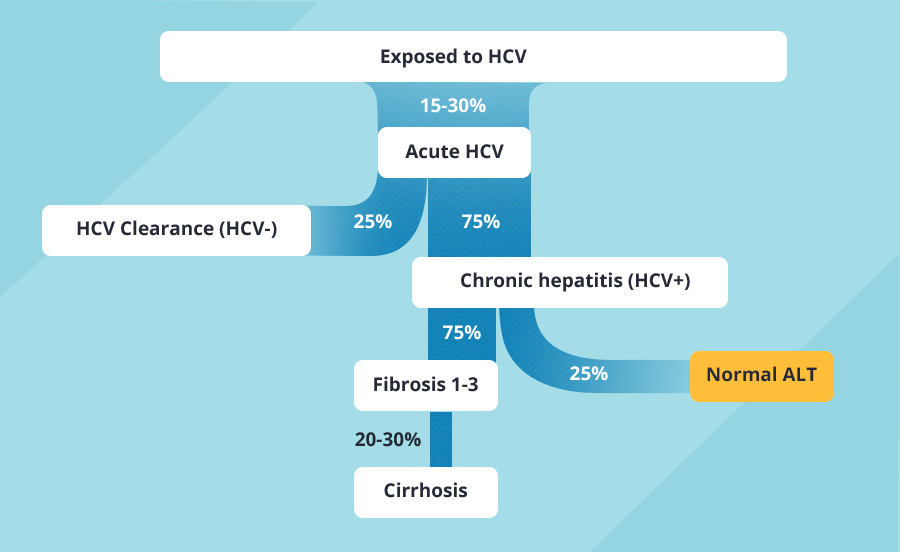 Exposed to HCV
15-30%
Acute HCV
HCV Clearance (HCV-)
25%
75%
Chronic hepatitis (HCV+)
75%
25%
Normal ALT
Fibrosis 1-3
20-30%
Cirrhosis